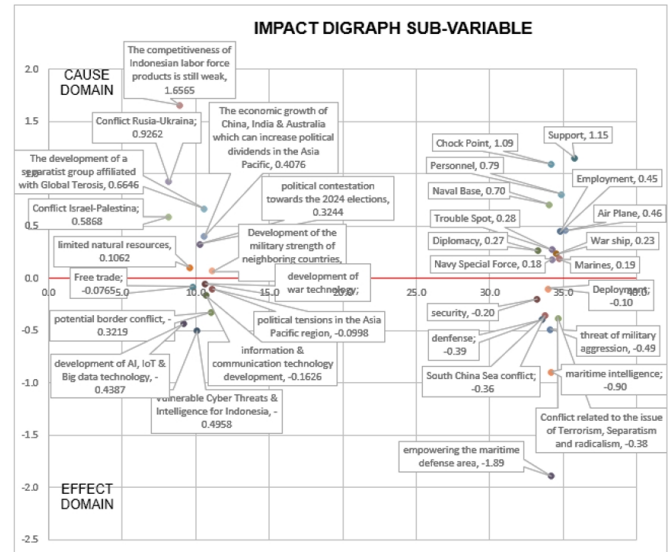 IMPACT DIGRAPH SUB-VARIABLE
2.0
CAUSE
DOMAIN
The competitiveness of
Indonesian labor force
products is still weak,
1.6565
1.5
Conflict Rusia-Ukraina;
0.9262
The economic growth of
China, India & Australia
which can increase political
dividends in the Asia
Pacific, 0.4076
The development of a
separatist group affiliated
with Global Terosis, 0.6646
Conflict Israel-Palestina;
0.5868
0.5
political contestation
towards the 2024 elections,
0.3244
limited natural resources,
0.1062
Development of the
military strength of
neighboring countries,
0.0
Free trade;
-0.0765
5.0
10.0
15.0
20.0
25.0
30.0
35.0
40.0
development of
war technology;
Chock Point, 1.09
Support, 1.15
Personnel, 0.79
Employment, 0.45
Naval Base, 0.70
Air Plane, 0.46
Trouble Spot, 0.28
Diplomacy, 0.27
War ship, 0.23
Navy Special Force, 0.18
Marines, 0.19
Deployment;
-0.10
-0.5
potential border conflict, -
0.3219
political tensions in the Asia
Pacific region, -0.0998
security, -0.20
denfense;
-0.39
threat of military
aggression, -0.49
development of AI, IoT &
Big data technology, -
0.4387
information &
communication technology
development, -0.1626
South China Sea conflict;
-0.36
maritime intelligence;
-0.90
-1.0
Vulnerable Cyber Threats &
Intelligence for Indonesia, -
0.4958
Conflict related to the issue
of Terrorism, Separatism
and radicalism, -0.38
-1.5
empowering the maritime
defense area, -1.89
-2.0
EFFECT
DOMAIN
-2.5